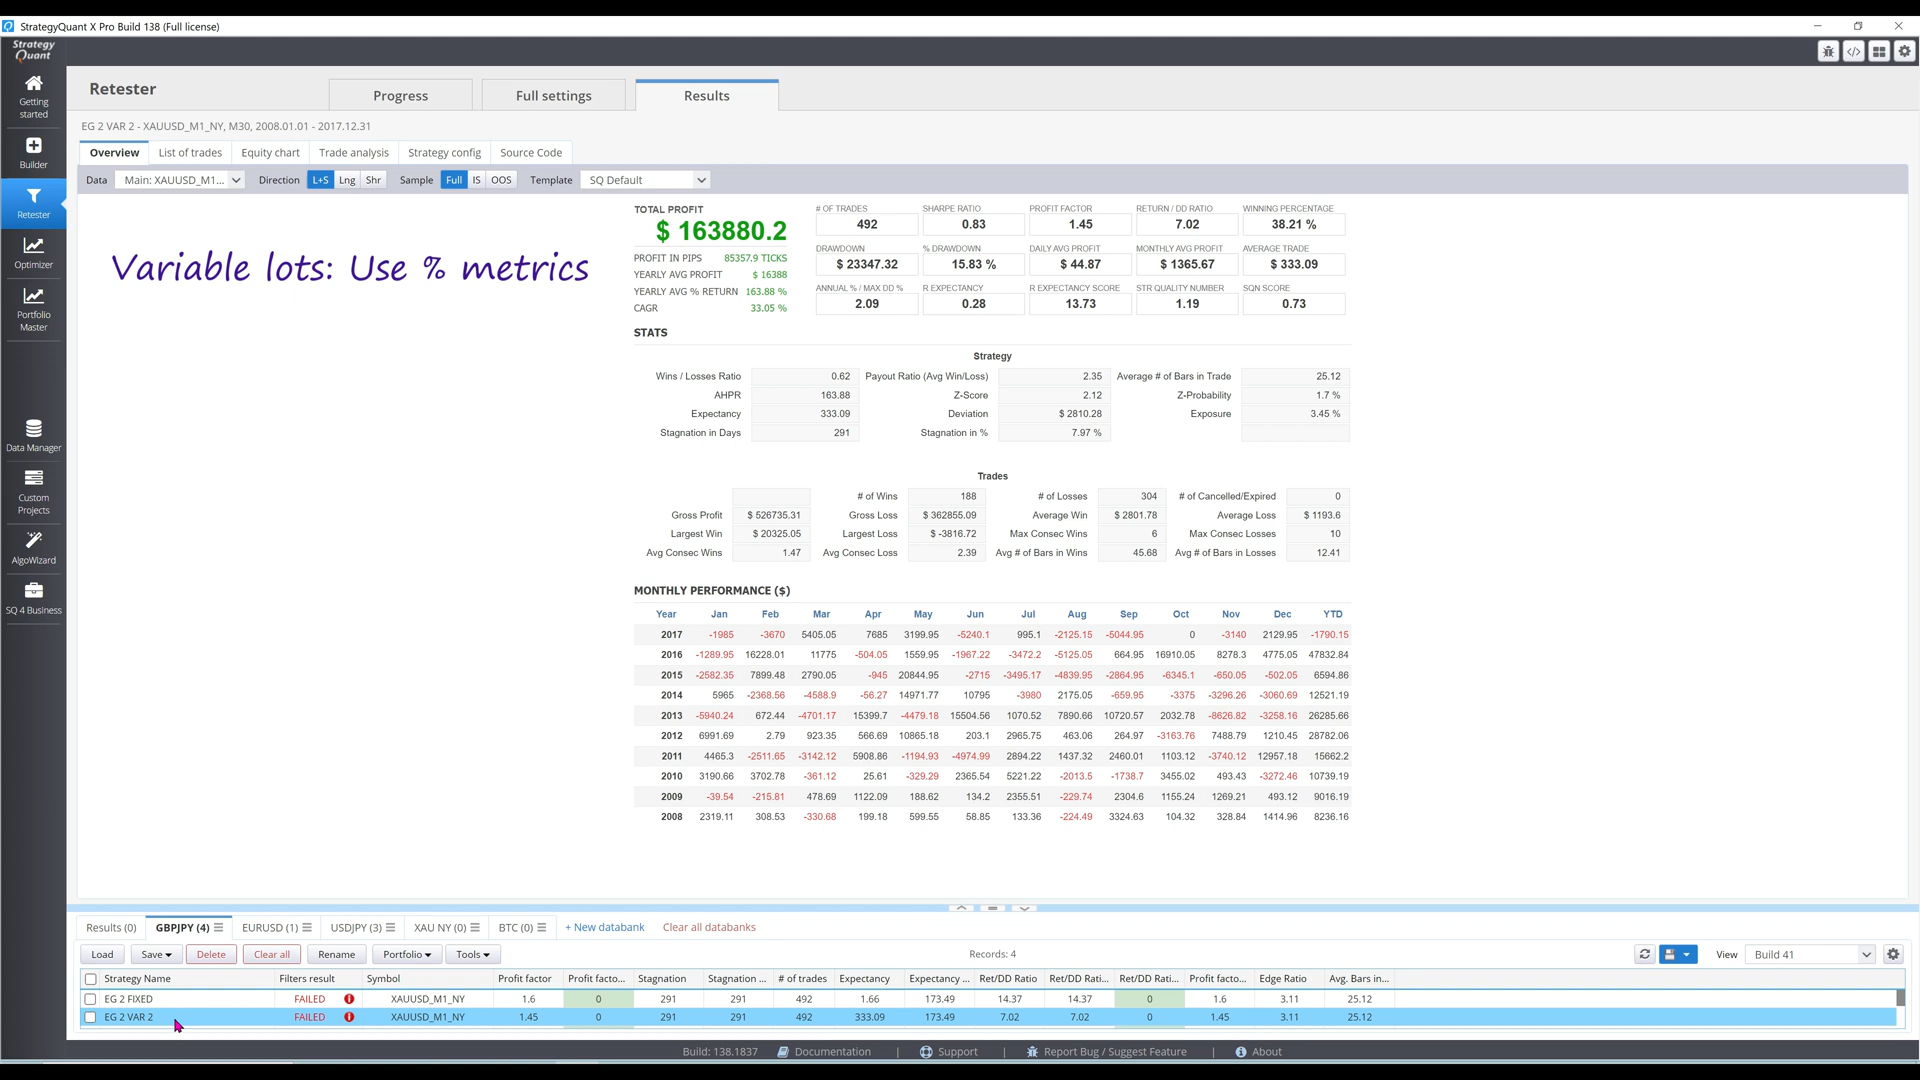 StrategyQuant X Pro Build 138 (Full license)
Strategy
Quant
Getting
started
Builder
Retester
Optimizer
Portfolio
Master
Data Manager
Custom
Projects
AlgoWizard
SQ 4 Business
Retester Progress Full settings Results
EG 2 VAR 2 - XAUUSD_M1_NY, M30, 2008.01.01 - 2017.12.31
Overview List of trades Equity chart Trade analysis Strategy config Source Code
Data Main: XAUUSD_M1... Direction L+S Lng Shr Sample Full IS OOS Template SQ Default
Variable lots: Use % metrics
TOTAL PROFIT
$ 163880.2
PROFIT IN PIPS 85357.9 TICKS
YEARLY AVG PROFIT $ 16388
YEARLY AVG % RETURN 163.88 %
CAGR 33.05 %
# OF TRADES SHARPE RATIO PROFIT FACTOR RETURN / DD RATIO WINNING PERCENTAGE
492 0.83 1.45 7.02 38.21 %
DRAWDOWN % DRAWDOWN DAILY AVG PROFIT MONTHLY AVG PROFIT AVERAGE TRADE
$ 23347.32 15.83 % $ 44.87 $ 1365.67 $ 333.09
ANNUAL % / MAX DD % R EXPECTANCY R EXPECTANCY SCORE STR QUALITY NUMBER SQN SCORE
2.09 0.28 13.73 1.19 0.73
STATS
Strategy
Wins / Losses Ratio 0.62 Payout Ratio (Avg Win/Loss) 2.35 Average # of Bars in Trade 25.12
AHPR 163.88 Z-Score 2.12 Z-Probability 1.7 %
Expectancy 333.09 Deviation $ 2810.28 Exposure 3.45 %
Stagnation in Days 291 Stagnation in % 7.97 %
Trades
# of Wins 188 # of Losses 304 # of Cancelled/Expired 0
Gross Profit $ 526735.31 Gross Loss $ 362855.09 Average Win $ 2801.78 Average Loss $ 1193.6
Largest Win $ 20325.05 Largest Loss $ -3816.72 Max Consec Wins 6 Max Consec Losses 10
Avg Consec Wins 1.47 Avg Consec Loss 2.39 Avg # of Bars in Wins 45.68 Avg # of Bars in Losses 12.41
MONTHLY PERFORMANCE ($)
Year Jan Feb Mar Apr May Jun Jul Aug Sep Oct Nov Dec YTD
2017 -1985 -3670 5405.05 7685 3199.95 -5240.1 995.1 -2125.15 -5044.95 0 -3140 2129.95 -1790.15
2016 -1289.95 16228.01 11775 -504.05 1559.95 -1967.22 -3472.2 -5125.05 664.95 16910.05 8278.3 4775.05 47832.84
2015 -2582.35 7899.48 2790.05 -945 20844.95 -2715 -3495.17 -4839.95 -2864.95 -6345.1 -650.05 -502.05 6594.86
2014 5965 -2368.56 -4588.9 -56.27 14971.77 10795 -3980 2175.05 -659.95 -3375 -3296.26 -3060.69 12521.19
2013 -5940.24 672.44 -4701.17 15399.7 -4479.18 15504.56 1070.52 7890.66 10720.57 2032.78 -8626.82 -3258.16 26285.66
2012 6991.69 2.79 923.35 566.69 10865.18 203.1 2965.75 463.06 264.97 -3163.76 7488.79 1210.45 28782.06
2011 4465.3 -2511.65 -3142.12 5908.86 -1194.93 -4974.99 2894.22 1437.32 2460.01 1103.12 -3740.12 12957.18 15662.2
2010 3190.66 3702.78 -361.12 25.61 -329.29 2365.54 5221.22 -2013.5 -1738.7 3455.02 493.43 -3272.46 10739.19
2009 -39.54 -215.81 478.69 1122.09 188.62 134.2 2355.51 -229.74 2304.6 1155.24 1269.21 493.12 9016.19
2008 2319.11 308.53 -330.68 199.18 599.55 58.85 133.36 -224.49 3324.63 104.32 328.84 1414.96 8236.16
Results (0) GBPJPY (4) EURUSD (1) USDJPY (3) XAU NY (0) BTC (0) + New databank Clear all databanks
Load Save Delete Clear all Rename Portfolio Tools Records: 4 View Build 41
Strategy Name Filters result Symbol Profit factor Profit facto... Stagnation Stagnation ... # of trades Expectancy Expectancy ... Ret/DD Ratio Ret/DD Rati... Ret/DD Rati... Profit facto... Edge Ratio Avg. Bars in...
EG 2 FIXED FAILED XAUUSD_M1_NY 1.6 0 291 291 492 1.66 173.49 14.37 14.37 0 1.6 3.11 25.12
EG 2 VAR 2 FAILED XAUUSD_M1_NY 1.45 0 291 291 492 333.09 173.49 7.02 7.02 0 1.45 3.11 25.12
Build: 138.1837 Documentation | Support | Report Bug / Suggest Feature | About